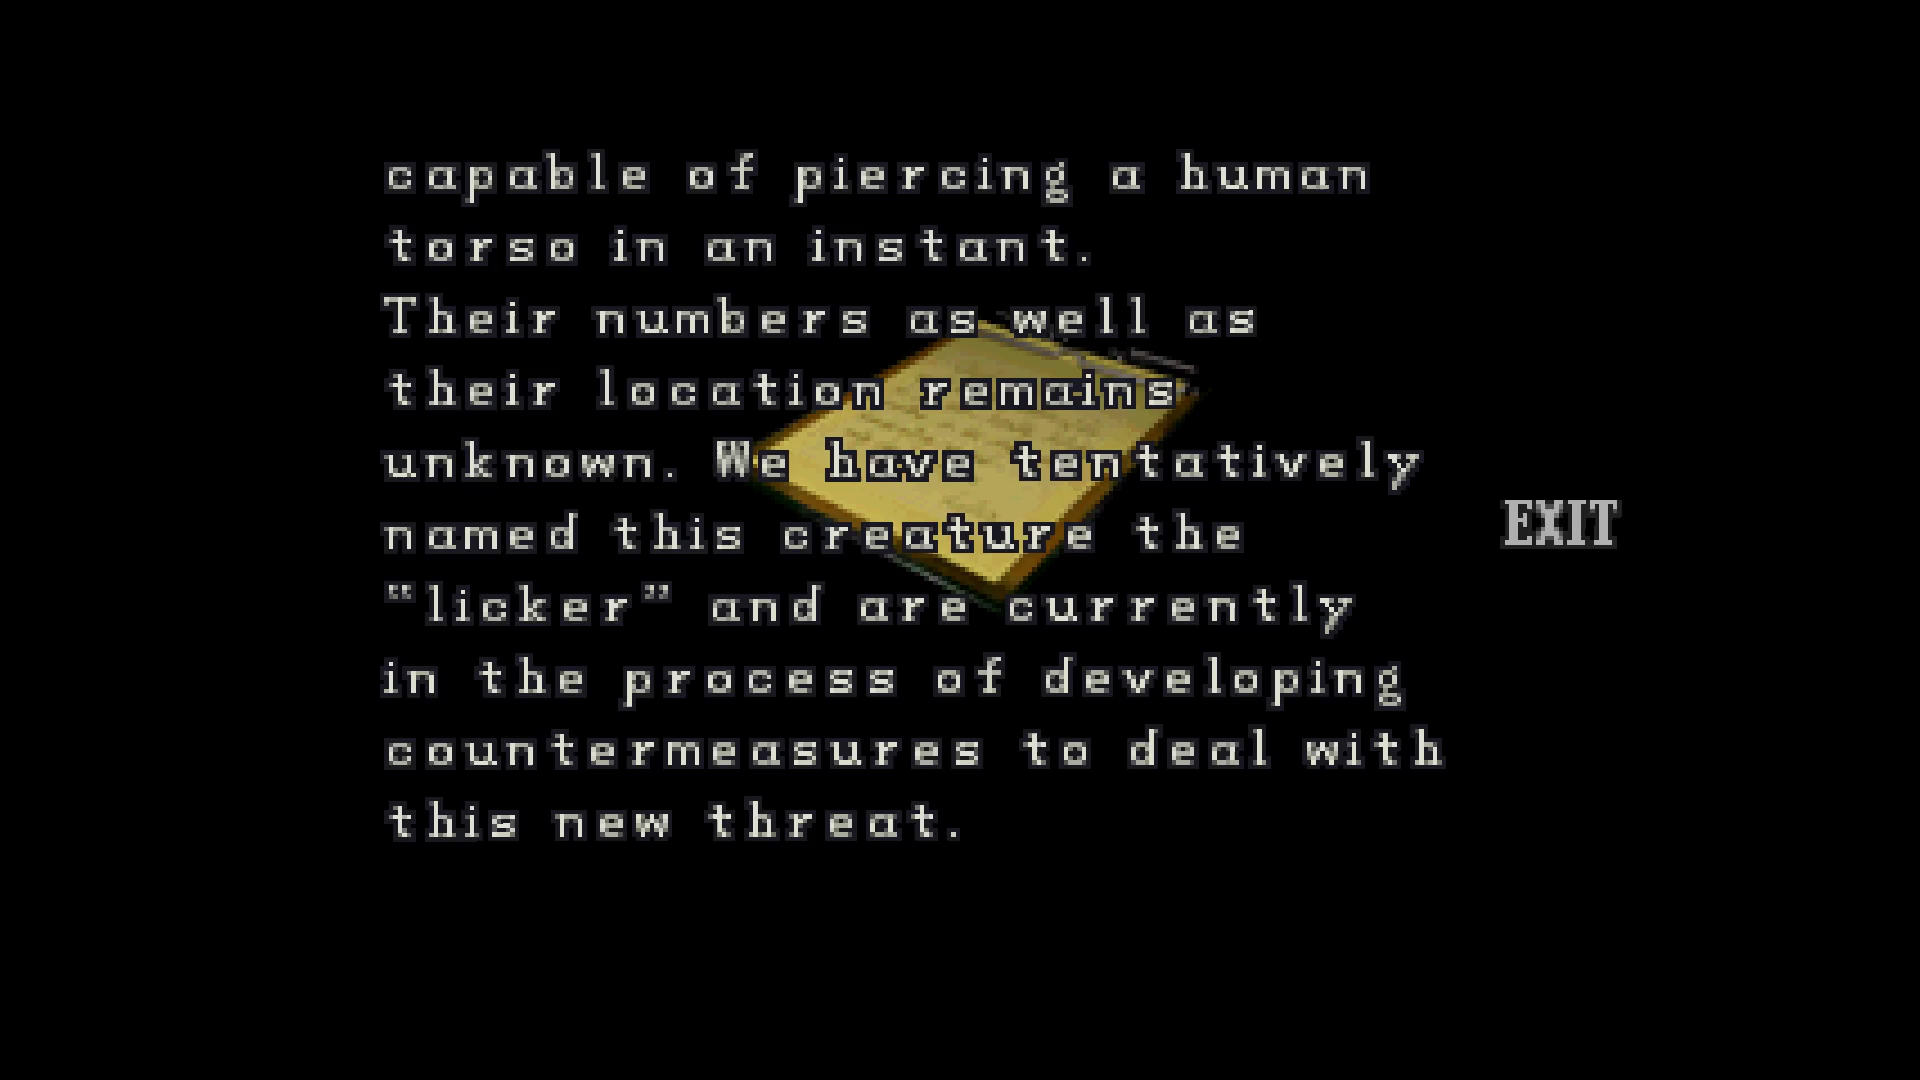 capable of piercing a human
torso in an instant.
Their numbers as well as
their location remains
unknown. We have tentatively
named this creature the
"licker" and are currently
in the process of developing
countermeasures to deal with
this new threat.
EXIT